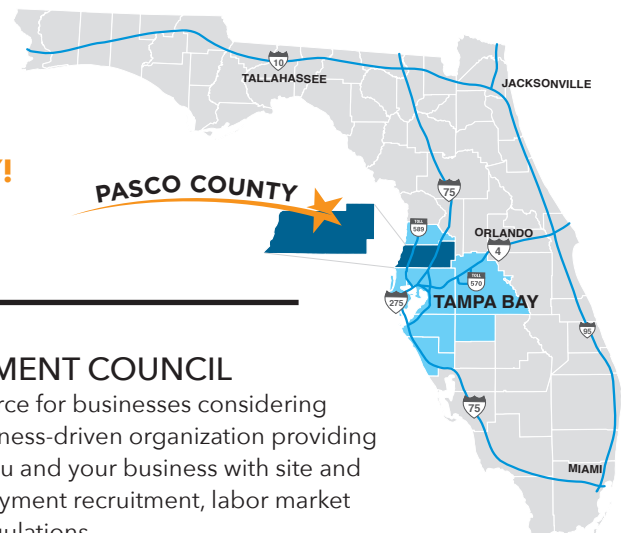 10
TALLAHASSEE
JACKSONVILLE
!
PASCO COUNTY
75
TOLL
589
ORLANDO
4
TOLL
570
275
TAMPA BAY
95
MENT COUNCIL
rce for businesses considering
ness-driven organization providing
u and your business with site and
yment recruitment, labor market
gulations
75
MIAMI